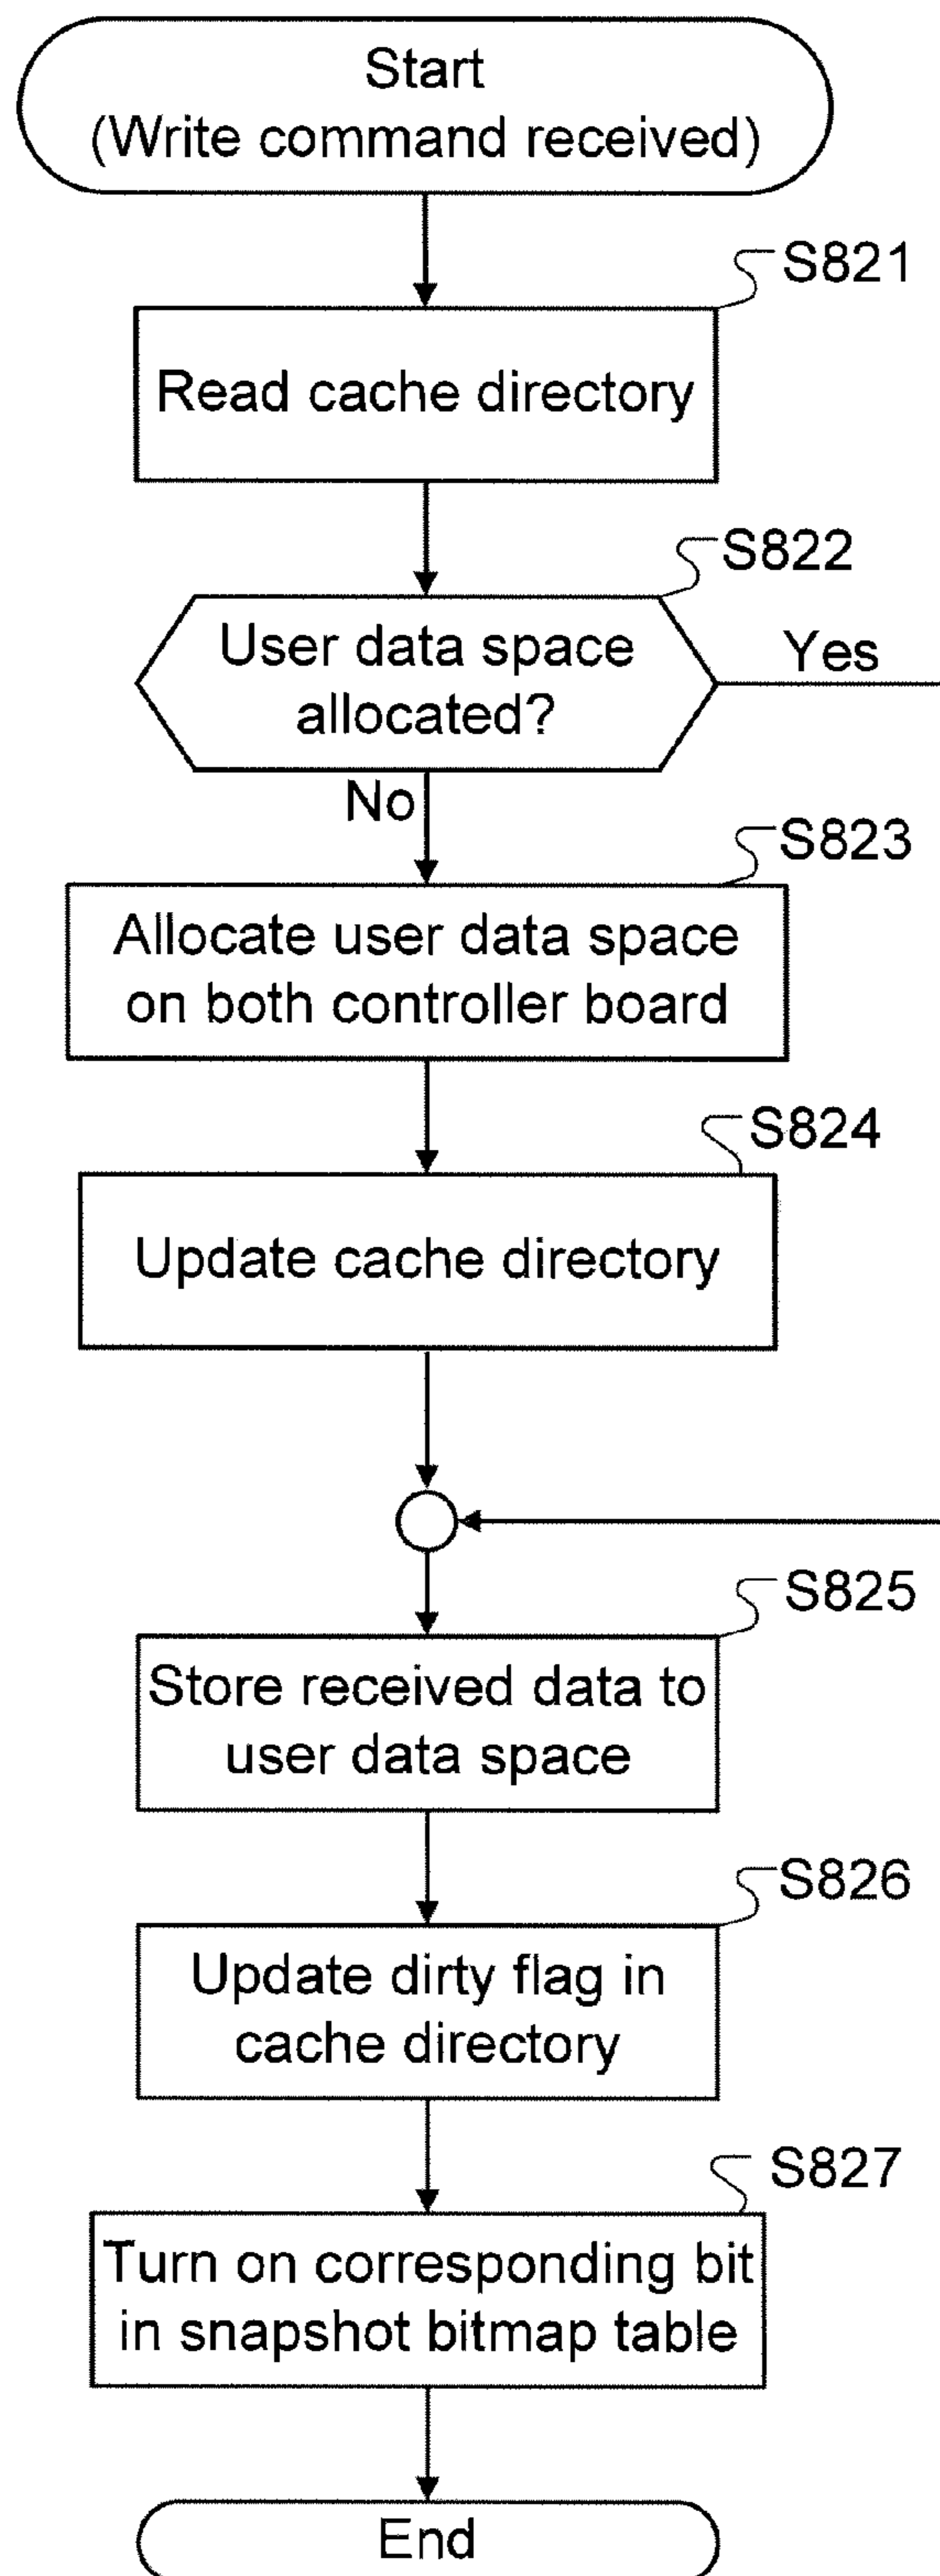 Start
(Write command received)
S821
Read cache directory
S822
User data space
allocated?
Yes
No
S823
Allocate user data space
on both controller board
S824
Update cache directory
S825
Store received data to
user data space
S826
Update dirty flag in
cache directory
S827
Turn on corresponding bit
in snapshot bitmap table
End